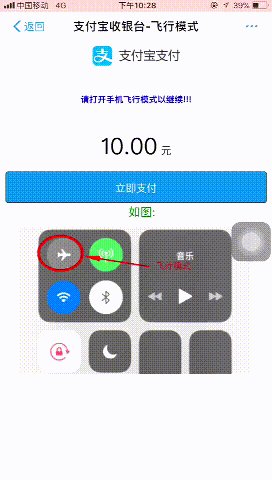 中国移动 4G 下午10:28 39%
返回 支付宝收银台-飞行模式
支 支付宝支付
请打开手机飞行模式以继续!!!
10.00 元
立即支付
如图:
音乐
飞行模式